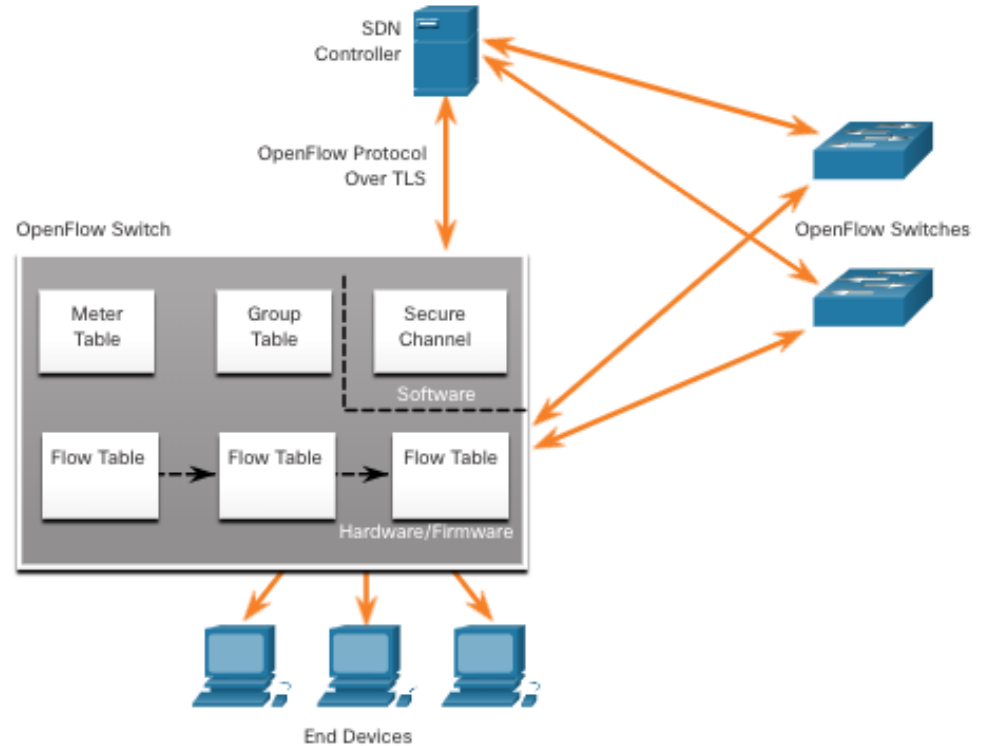 SDN
Controller
OpenFlow Protocol
Over TLS
OpenFlow Switch
OpenFlow Switches
Meter
Table
Group
Table
Secure
Channel
Software
Flow Table
Flow Table
Flow Table
Hardware/Firmware
End Devices